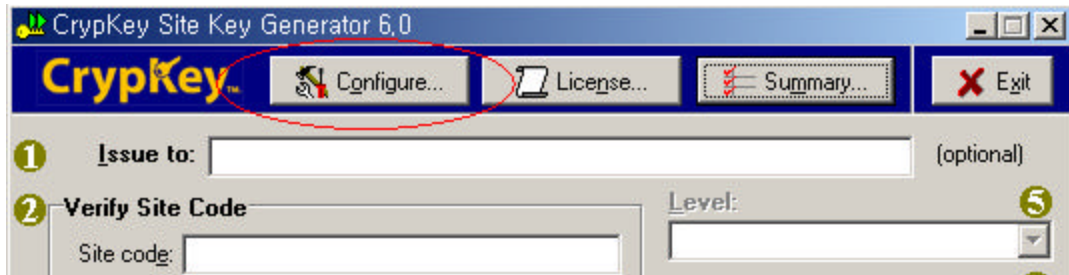 CrypKey Site Key Generator 6,0
CrypKey™ Configure... License... Summary... Exit
1 Issue to: (optional)
2 Verify Site Code Level: 5
Site code: